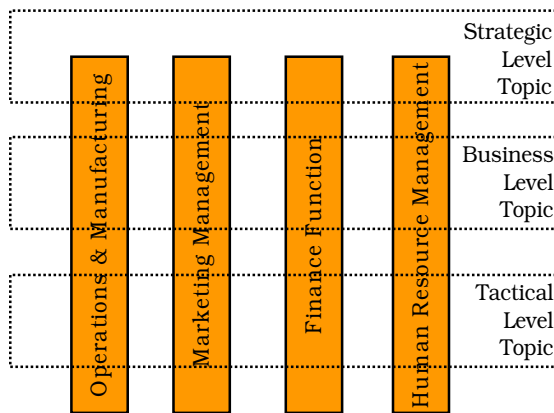 Strategic
Level
Topic
Operations & Manufacturing
Marketing Management
Finance Function
Human Resource Management
Business
Level
Topic
Tactical
Level
Topic